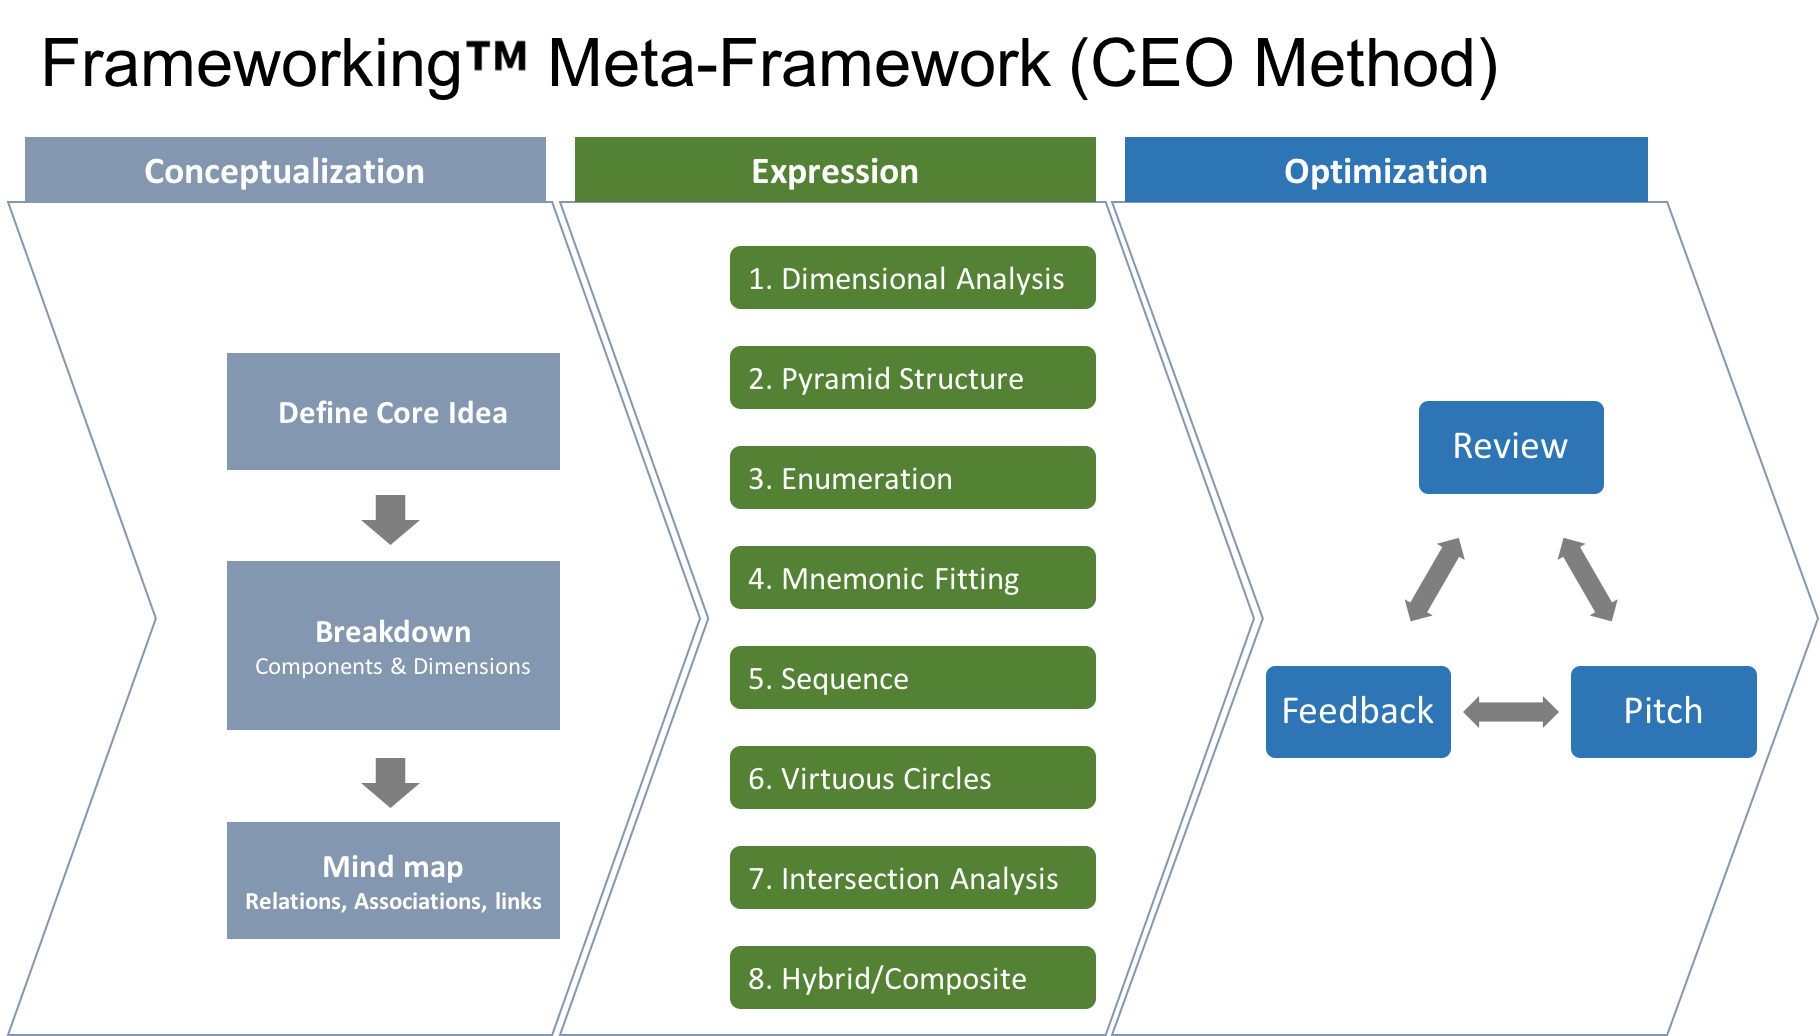 Frameworking™ Meta-Framework (CEO Method)
Conceptualization
Define Core Idea
Breakdown
Components & Dimensions
Mind map
Relations, Associations, links
Expression
1. Dimensional Analysis
2. Pyramid Structure
3. Enumeration
4. Mnemonic Fitting
5. Sequence
6. Virtuous Circles
7. Intersection Analysis
8. Hybrid/Composite
Optimization
Review
Feedback
Pitch